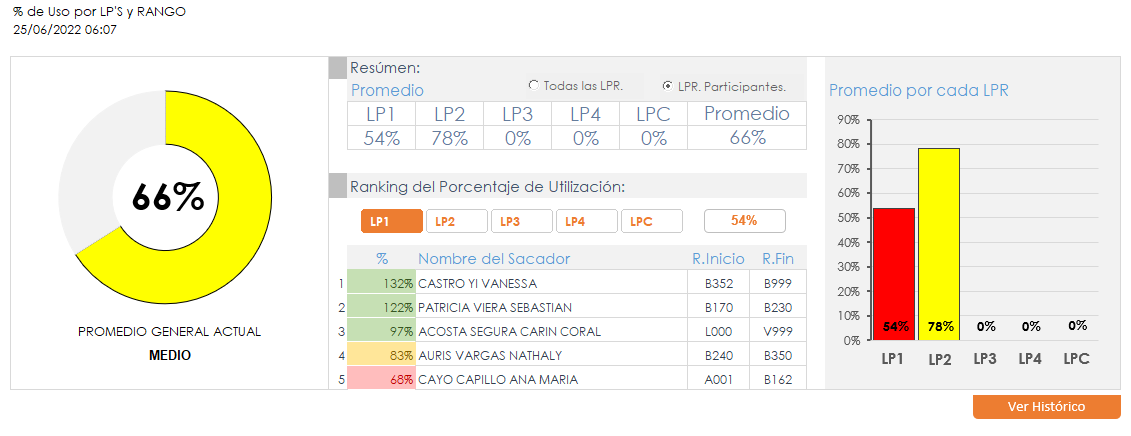 % de Uso por LP'S y RANGO
25/06/2022 06:07
66%
PROMEDIO GENERAL ACTUAL
MEDIO
Resúmen:
Promedio
Todas las LPR.
LPR. Participantes.
LP1 LP2 LP3 LP4 LPC Promedio
54% 78% 0% 0% 0% 66%
Ranking del Porcentaje de Utilización:
LP1 LP2 LP3 LP4 LPC 54%
% Nombre del Sacador R.Inicio R.Fin
1 132% CASTRO YI VANESSA B352 B999
2 122% PATRICIA VIERA SEBASTIAN B170 B230
3 97% ACOSTA SEGURA CARIN CORAL L000 V999
4 83% AURIS VARGAS NATHALY B240 B350
5 68% CAYO CAPILLO ANA MARIA A001 B162
Promedio por cada LPR
90%
80%
70%
60%
50%
40%
30%
20%
10%
0%
54% 78% 0% 0% 0%
LP1 LP2 LP3 LP4 LPC
Ver Histórico